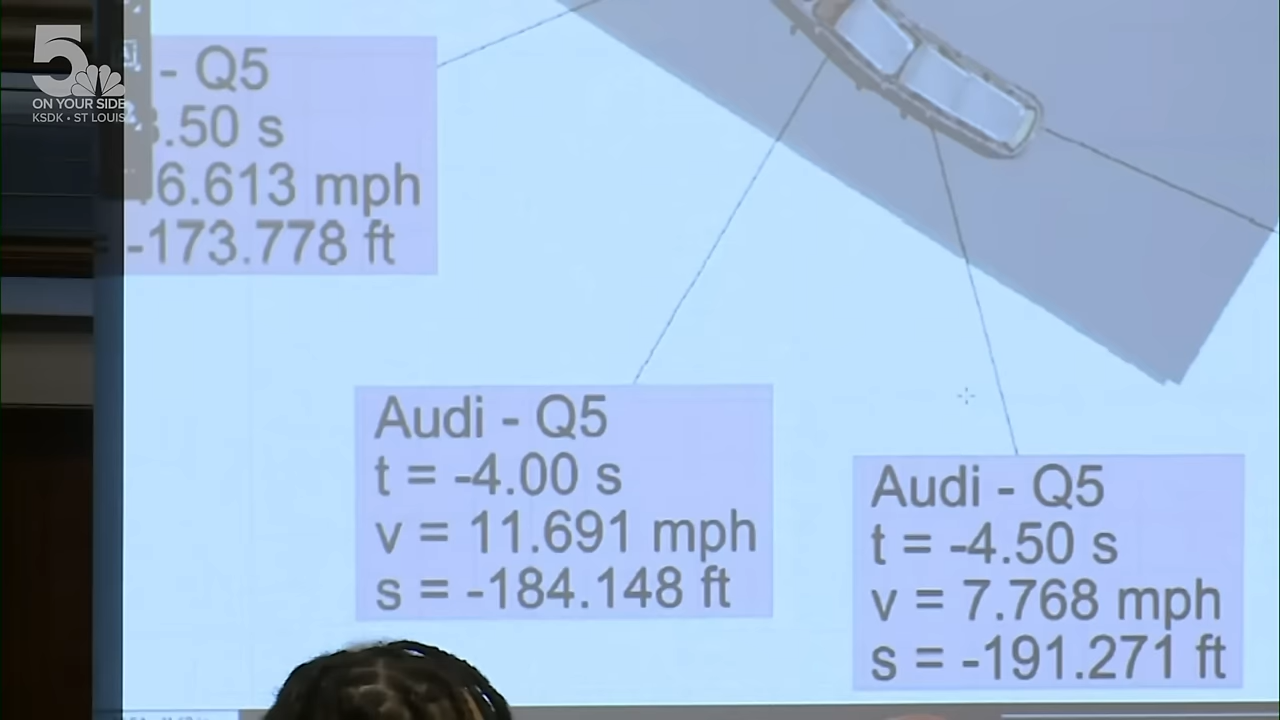 5
ON YOUR SIDE
KSDK • ST LOUIS
- Q5
.50 s
6.613 mph
-173.778 ft
Audi - Q5
t = -4.00 s
v = 11.691 mph
s = -184.148 ft
Audi - Q5
t = -4.50 s
v = 7.768 mph
s = -191.271 ft